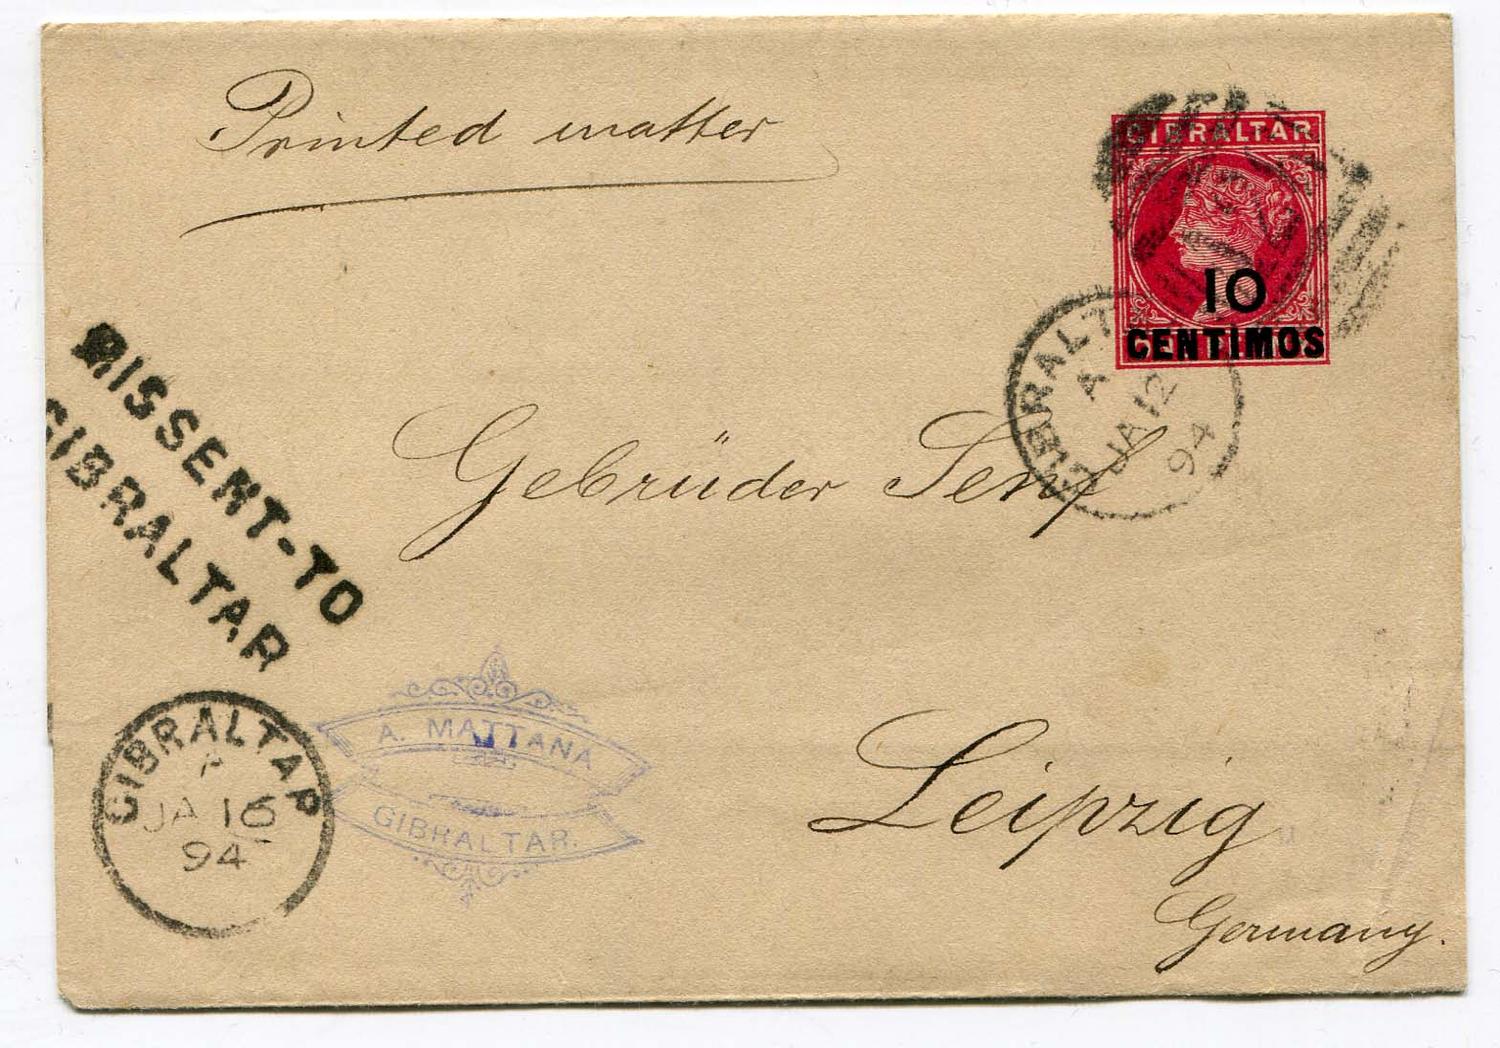 Printed matter
GIBRALTAR
10
CENTIMOS
GIBRALTAR
A
JA 12
94
MISSENT-TO
GIBRALTAR
Gebrüder Senf
Leipzig
Germany.
GIBRALTAR
A
JA 16
94
A. MATTANA
GIBRALTAR.